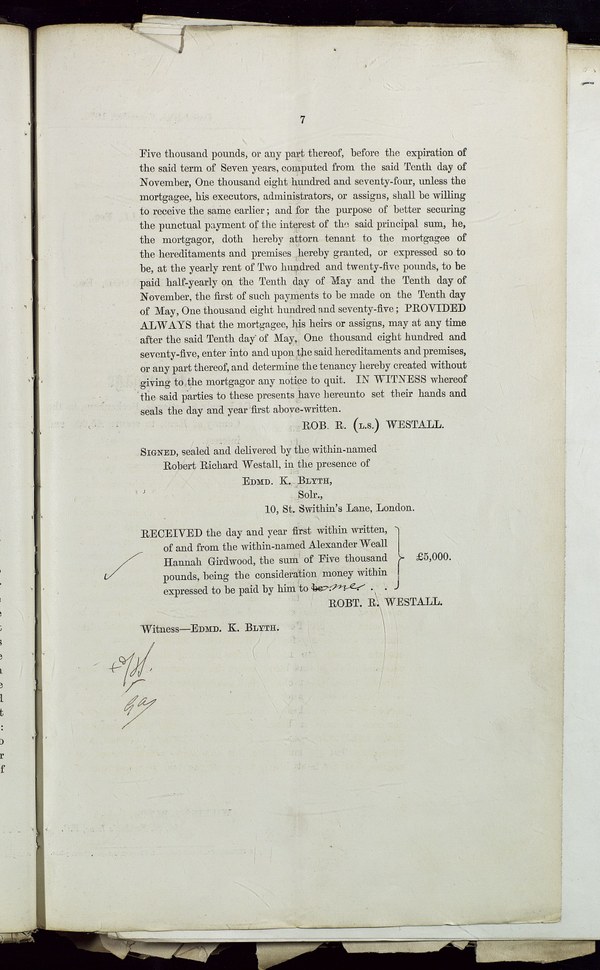 7
Five thousand pounds, or any part thereof, before the expiration of
the said term of Seven years, computed from the said Tenth day of
November, One thousand eight hundred and seventy-four, unless the
mortgagee, his executors, administrators, or assigns, shall be willing
to receive the same earlier; and for the purpose of better securing
the punctual payment of the interest of the said principal sum, he,
the mortgagor, doth hereby attorn tenant to the mortgagee of
the hereditaments and premises hereby granted, or expressed so to
be, at the yearly rent of Two hundred and twenty-five pounds, to be
paid half-yearly on the Tenth day of May and the Tenth day of
November, the first of such payments to be made on the Tenth day
of May, One thousand eight hundred and seventy-five; PROVIDED
ALWAYS that the mortgagee, his heirs or assigns, may at any time
after the said Tenth day of May, One thousand eight hundred and
seventy-five, enter into and upon the said hereditaments and premises,
or any part thereof, and determine the tenancy hereby created without
giving to the mortgagor any notice to quit. IN WITNESS whereof
the said parties to these presents have hereunto set their hands and
seals the day and year first above-written.
ROB. R. (L.S.) WESTALL.
SIGNED, sealed and delivered by the within-named
Robert Richard Westall, in the presence of
EDMD. K. BLYTH,
Solr.,
10, St. Swithin's Lane, London.
RECEIVED the day and year first within written,
of and from the within-named Alexander Weall
Hannah Girdwood, the sum of Five thousand
pounds, being the consideration money within
expressed to be paid by him to me . .
£5,000.
ROBT. R. WESTALL.
Witness—EDMD. K. BLYTH.